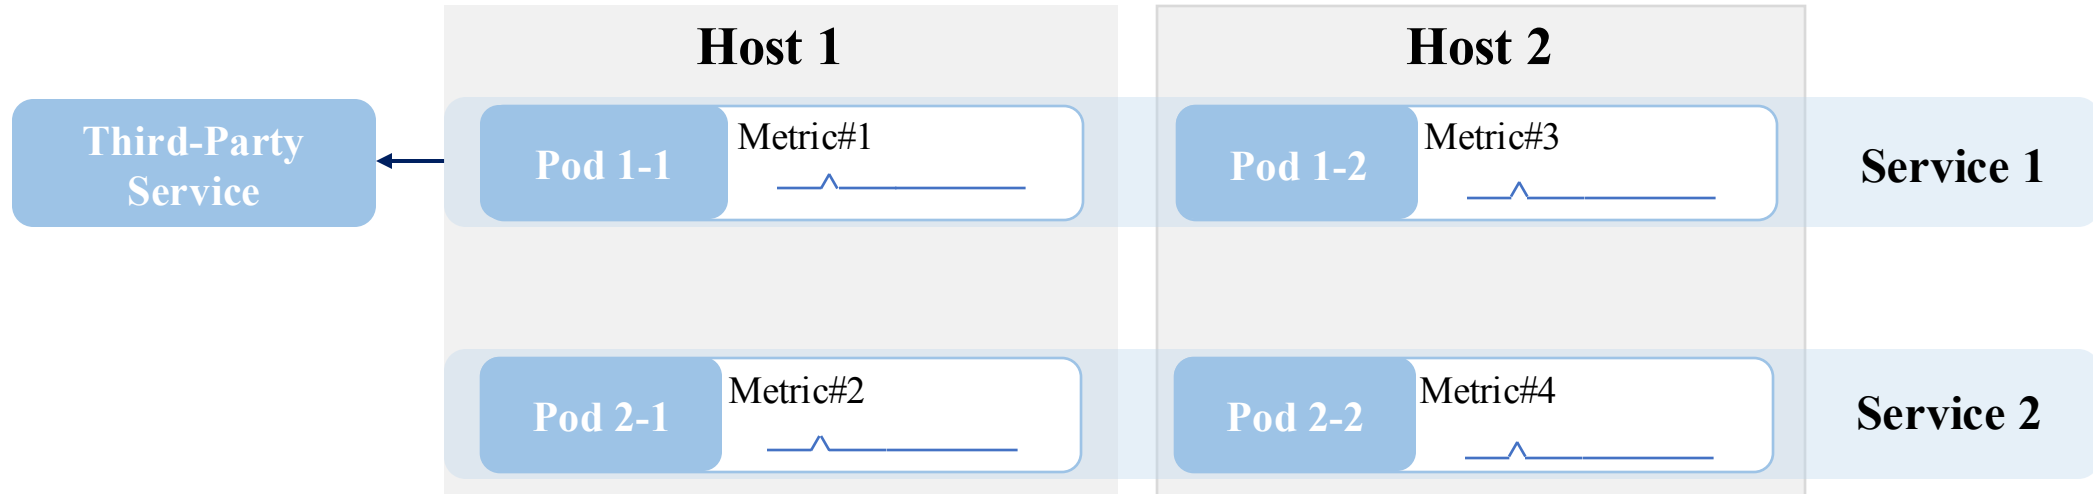 Host 1
Host 2
Third-Party
Service
Pod 1-1
Metric#1
Pod 1-2
Metric#3
Service 1
Pod 2-1
Metric#2
Pod 2-2
Metric#4
Service 2